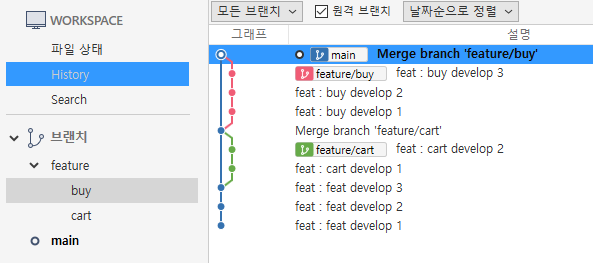 WORKSPACE
파일 상태
History
Search
브랜치
feature
buy
cart
main
모든 브랜치 원격 브랜치 날짜순으로 정렬
그래프 설명
main Merge branch 'feature/buy'
feature/buy feat : buy develop 3
feat : buy develop 2
feat : buy develop 1
Merge branch 'feature/cart'
feature/cart feat : cart develop 2
feat : cart develop 1
feat : feat develop 3
feat : feat develop 2
feat : feat develop 1